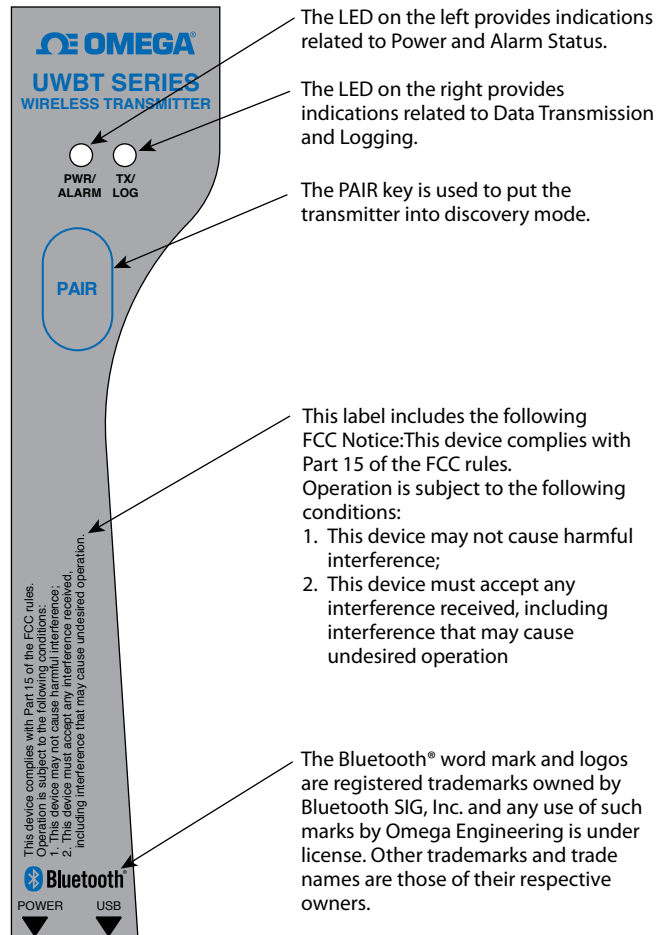 ΩE OMEGA®
UWBT SERIES
WIRELESS TRANSMITTER
PWR/
ALARM
TX/
LOG
PAIR
This device complies with Part 15 of the FCC rules.
Operation is subject to the following conditions:
1. This device may not cause harmful interference;
2. This device must accept any interference received,
including interference that may cause undesired operation.
Bluetooth®
POWER
USB
The LED on the left provides indications
related to Power and Alarm Status.
The LED on the right provides
indications related to Data Transmission
and Logging.
The PAIR key is used to put the
transmitter into discovery mode.
This label includes the following
FCC Notice:This device complies with
Part 15 of the FCC rules.
Operation is subject to the following
conditions:
1. This device may not cause harmful
interference;
2. This device must accept any
interference received, including
interference that may cause
undesired operation
The Bluetooth® word mark and logos
are registered trademarks owned by
Bluetooth SIG, Inc. and any use of such
marks by Omega Engineering is under
license. Other trademarks and trade
names are those of their respective
owners.